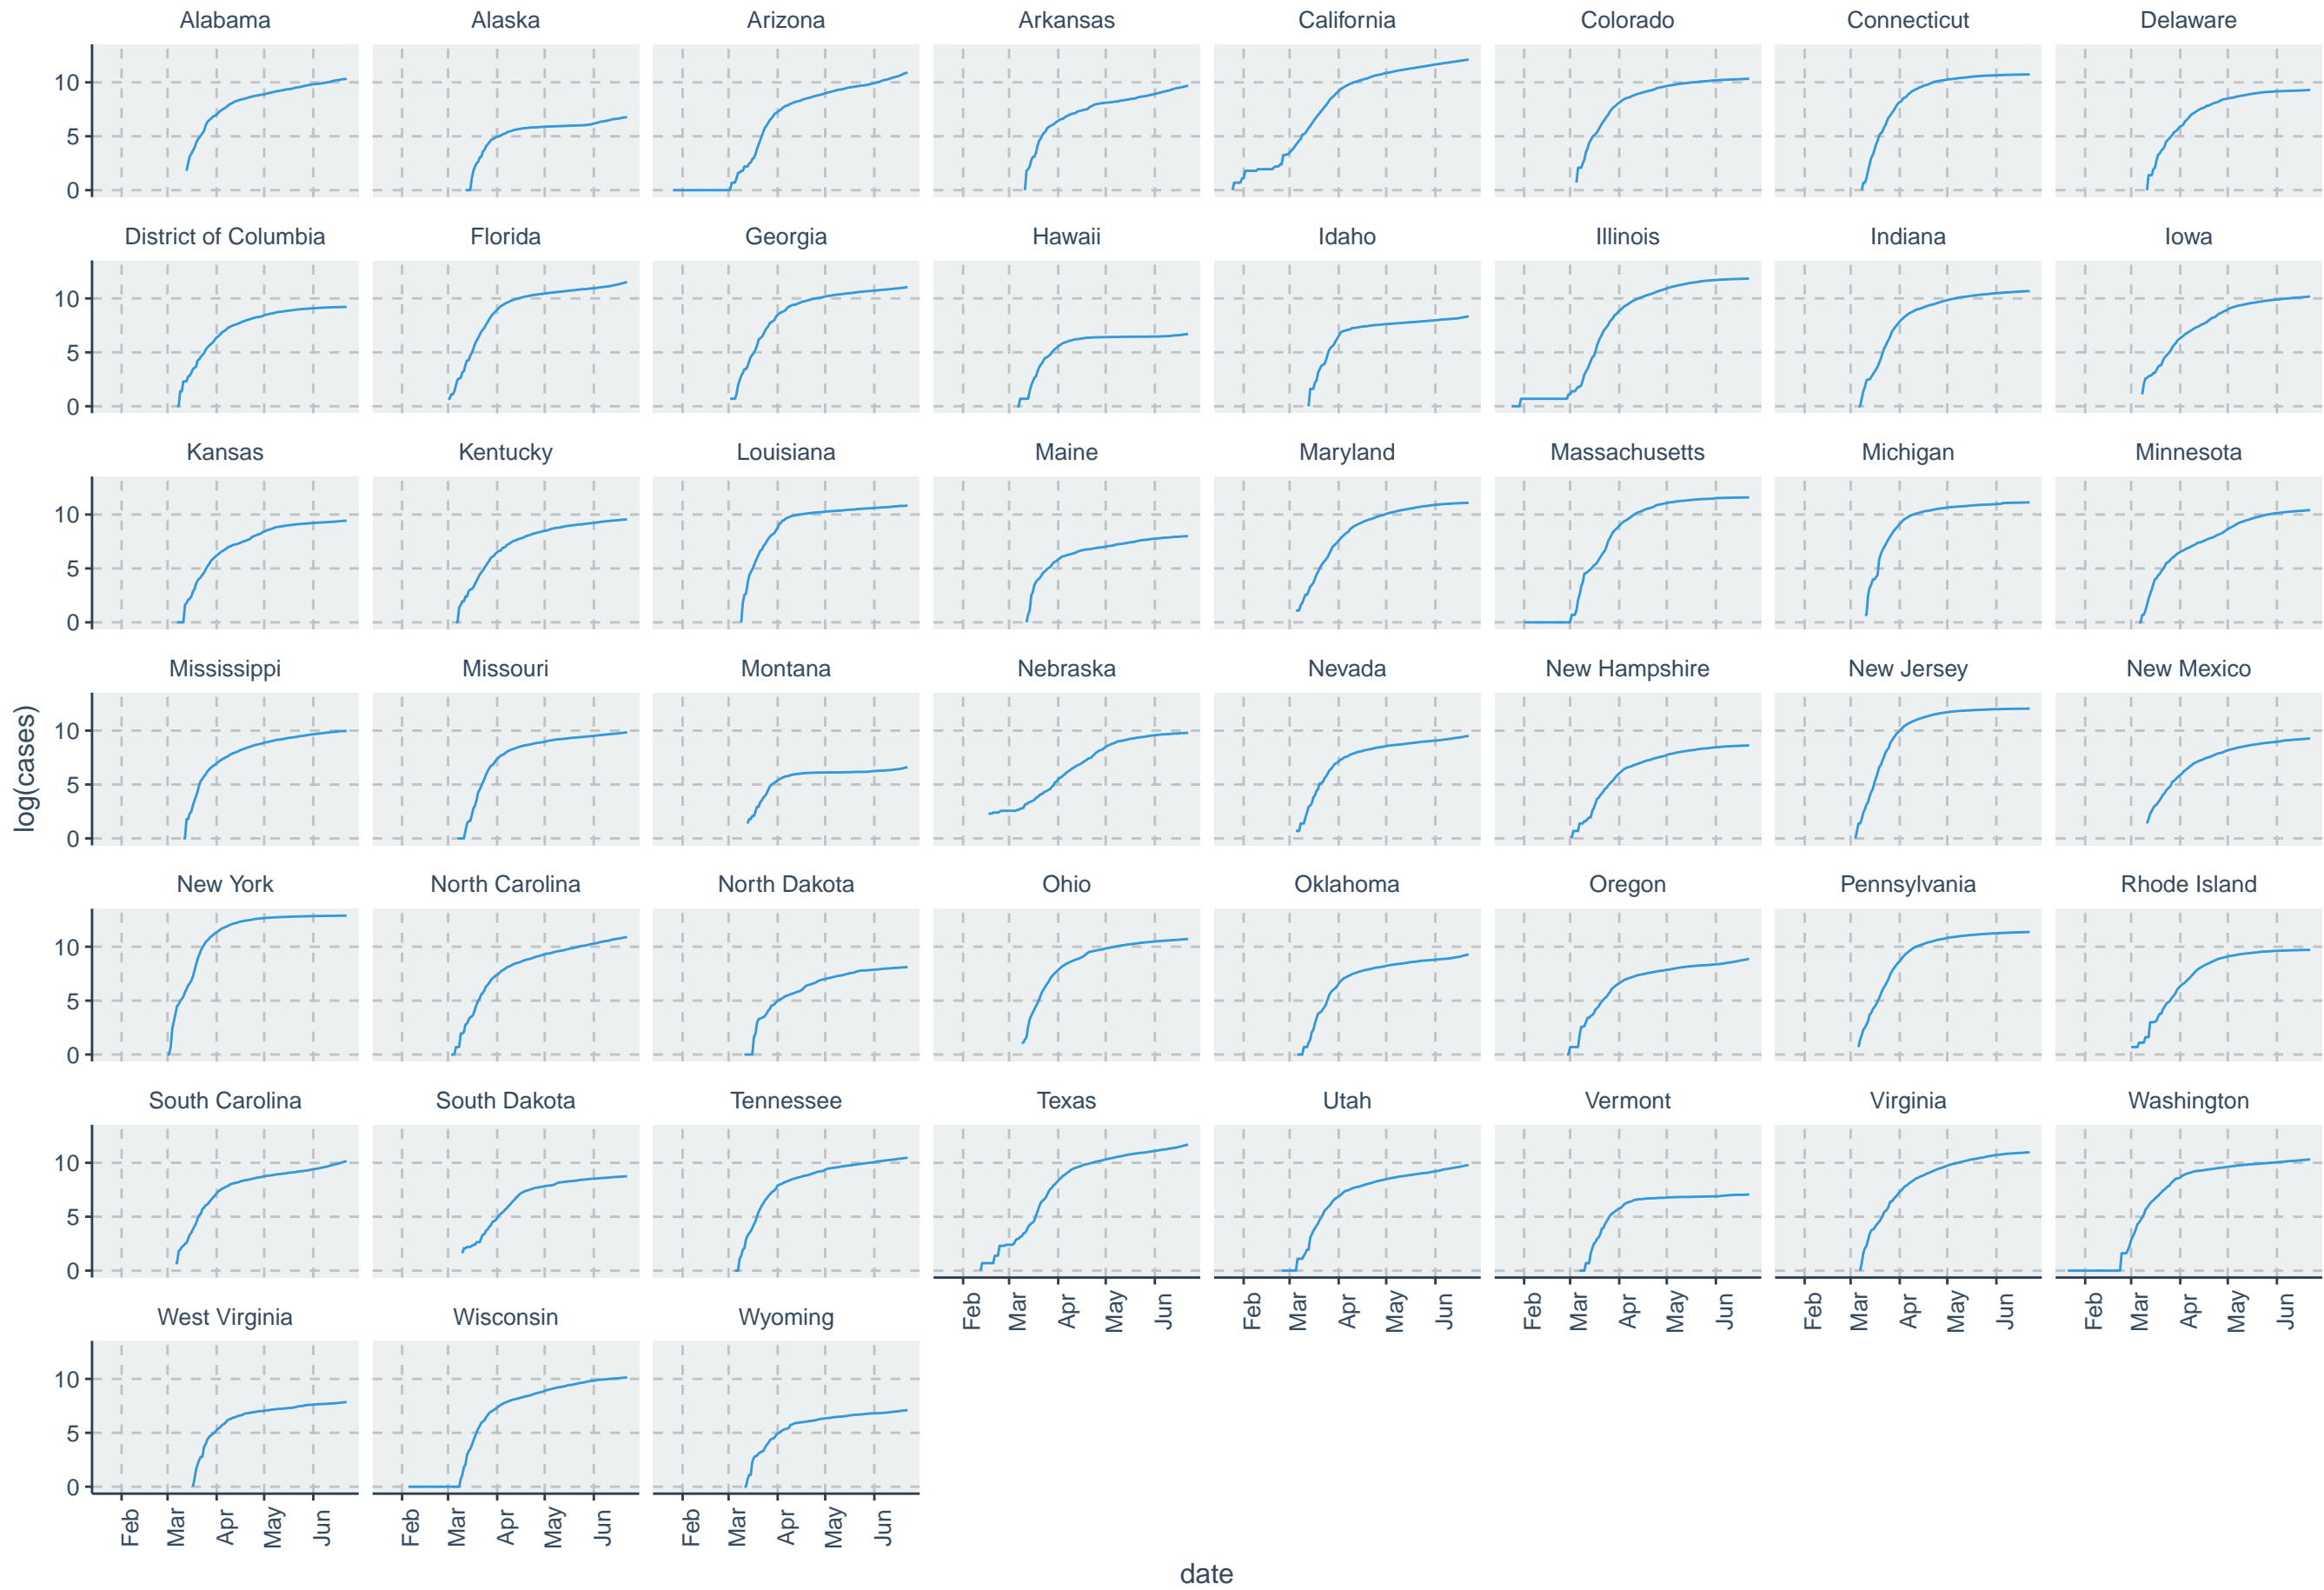 Alabama Alaska Arizona Arkansas California Colorado Connecticut Delaware
10
5
0
District of Columbia Florida Georgia Hawaii Idaho Illinois Indiana Iowa
10
5
0
Kansas Kentucky Louisiana Maine Maryland Massachusetts Michigan Minnesota
10
5
0
Mississippi Missouri Montana Nebraska Nevada New Hampshire New Jersey New Mexico
log(cases)
10
5
0
New York North Carolina North Dakota Ohio Oklahoma Oregon Pennsylvania Rhode Island
10
5
0
South Carolina South Dakota Tennessee Texas Utah Vermont Virginia Washington
10
5
0
Feb Mar Apr May Jun Feb Mar Apr May Jun Feb Mar Apr May Jun Feb Mar Apr May Jun Feb Mar Apr May Jun
West Virginia Wisconsin Wyoming
10
5
0
Feb Mar Apr May Jun Feb Mar Apr May Jun Feb Mar Apr May Jun
date